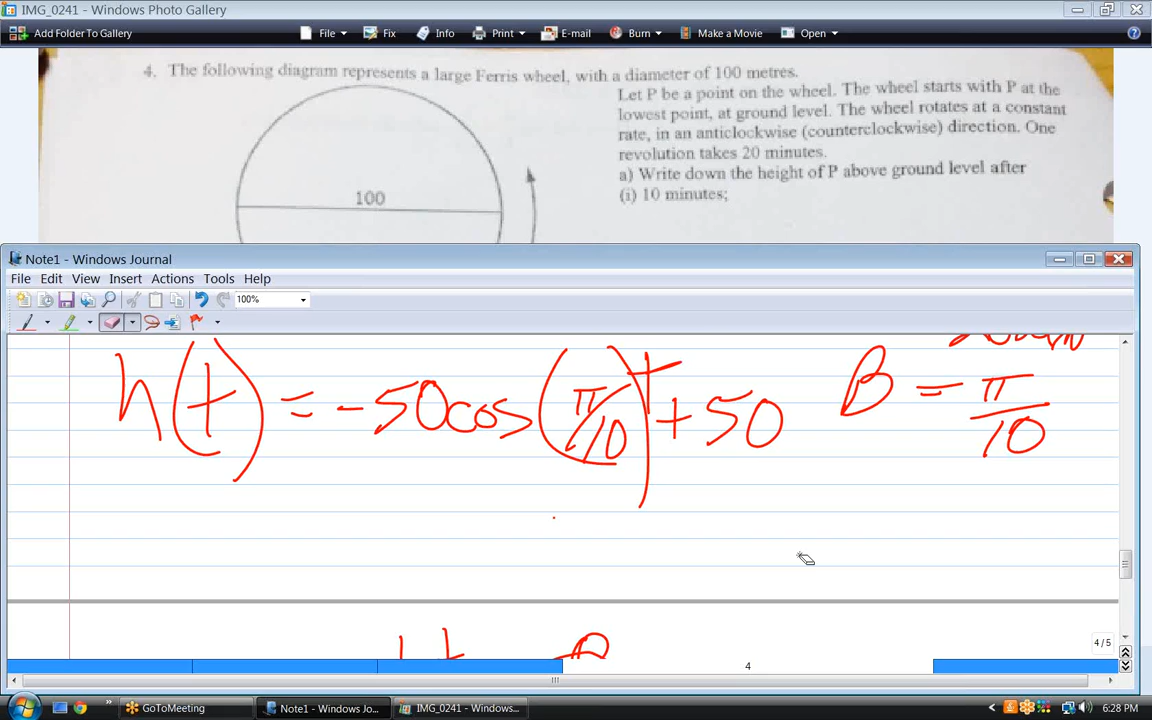 IMG_0241 - Windows Photo Gallery
Add Folder To Gallery File Fix Info Print E-mail Burn Make a Movie Open
4. The following diagram represents a large Ferris wheel, with a diameter of 100 metres.
Let P be a point on the wheel. The wheel starts with P at the
lowest point, at ground level. The wheel rotates at a constant
rate, in an anticlockwise (counterclockwise) direction. One
revolution takes 20 minutes.
a) Write down the height of P above ground level after
(i) 10 minutes;
100
Note1 - Windows Journal
File Edit View Insert Actions Tools Help
100%
h(t) = -50cos(π/10)t + 50
B = π/10
4/5
4
GoToMeeting
Note1 - Windows Jo...
IMG_0241 - Windows...
6:28 PM